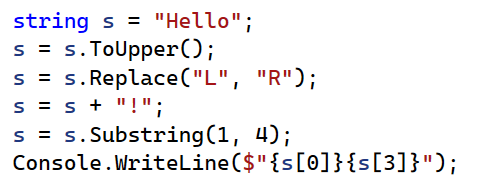 string s = "Hello";
s = s.ToUpper();
s = s.Replace("L", "R");
s = s + "!";
s = s.Substring(1, 4);
Console.WriteLine($"{s[0]}{s[3]}");